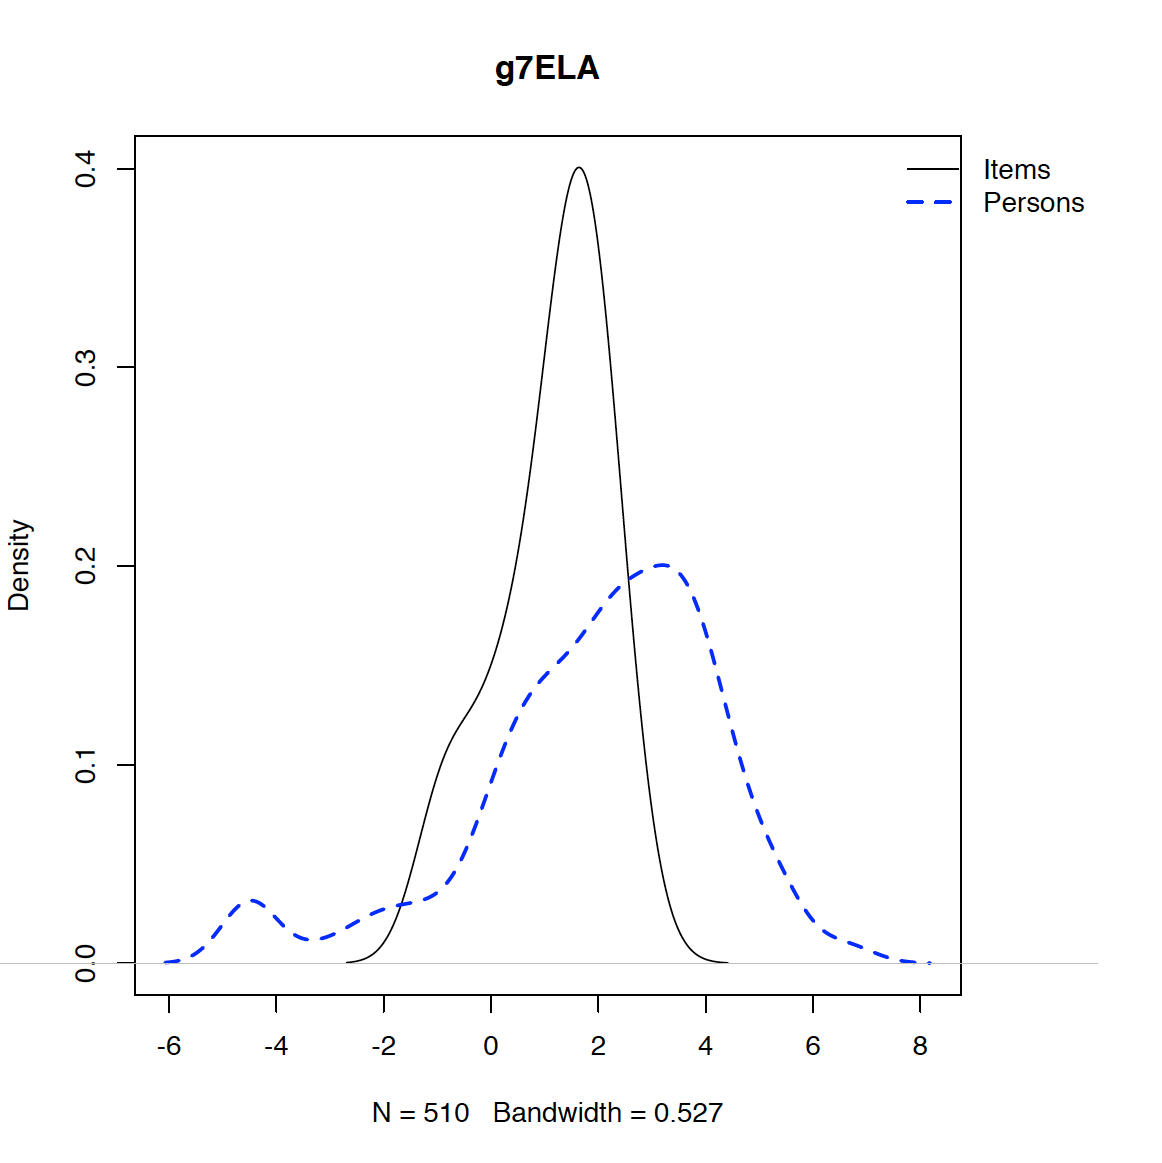 g7ELA
Items
Persons
Density
0.4
0.3
0.2
0.1
0.0
-6 -4 -2 0 2 4 6 8
N = 510 Bandwidth = 0.527